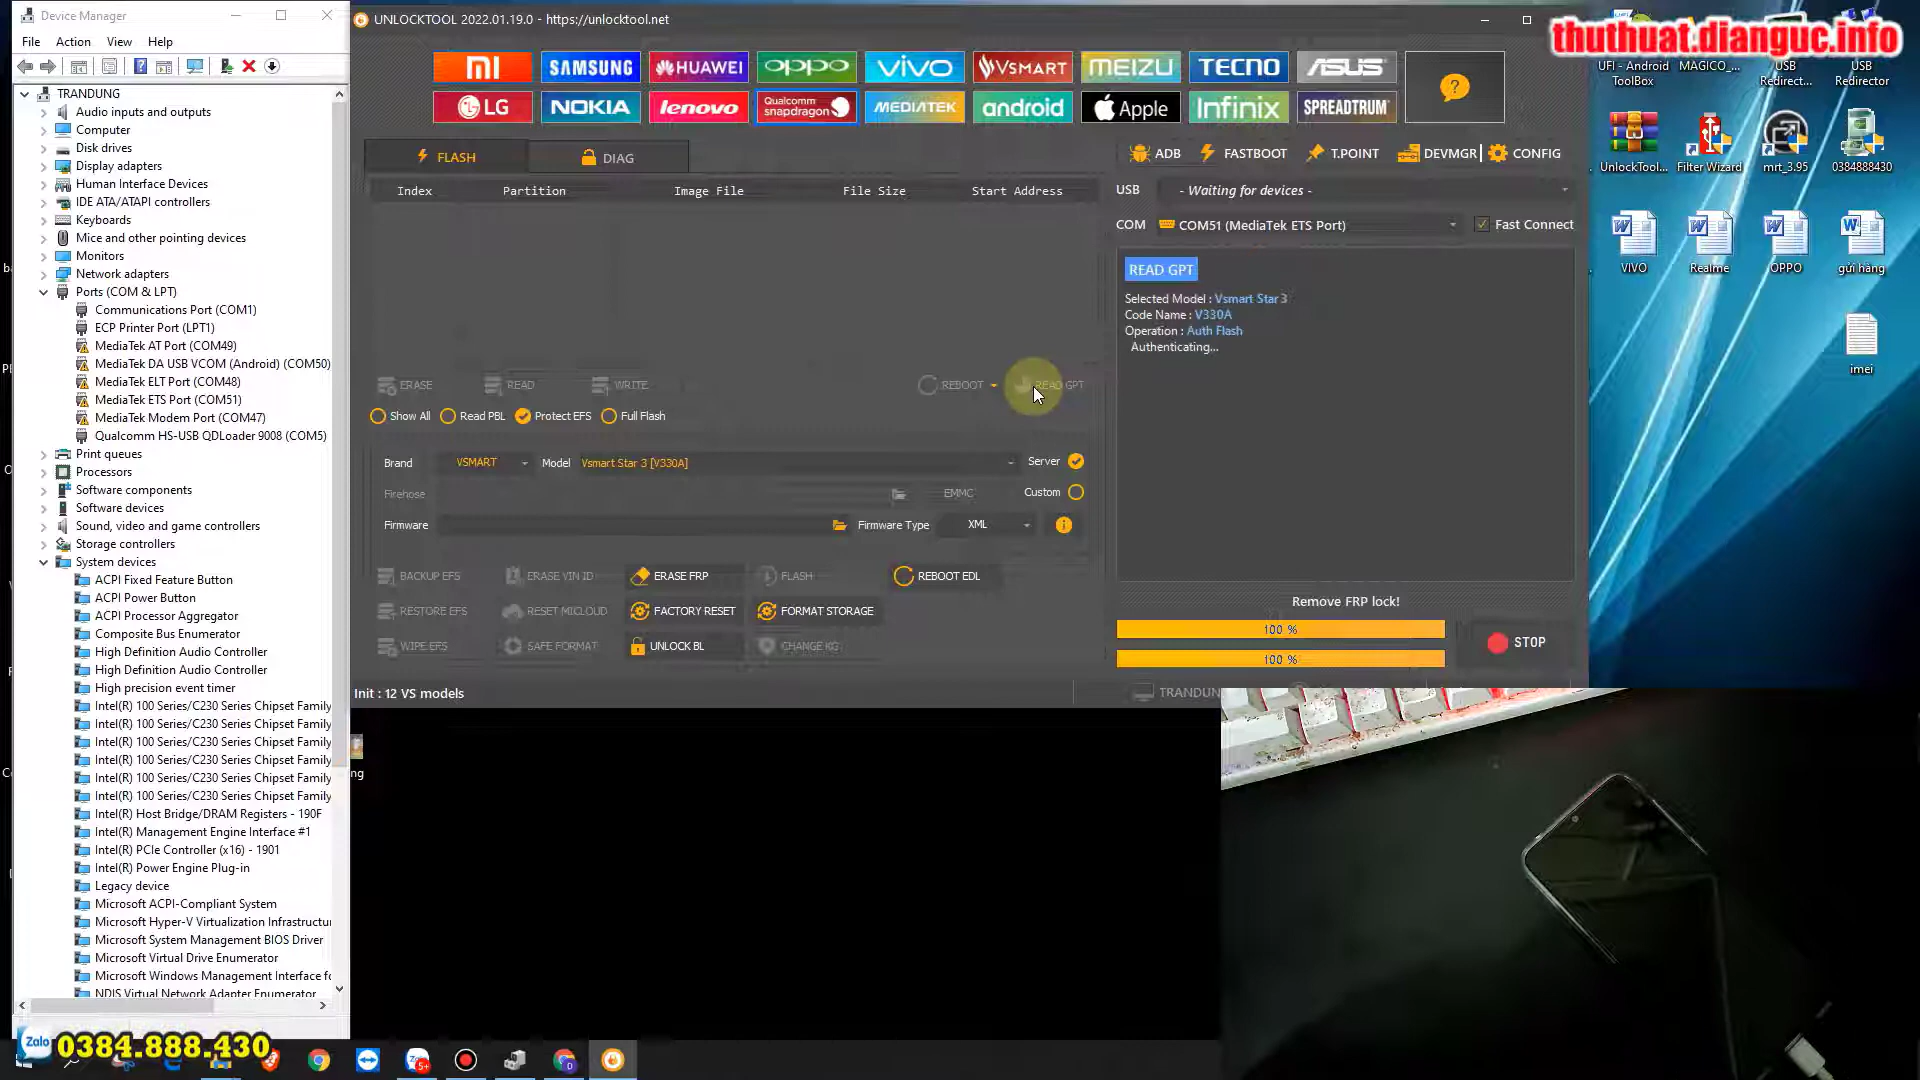 Device Manager
File Action View Help
TRANDUNG
Audio inputs and outputs
Computer
Disk drives
Display adapters
Human Interface Devices
IDE ATA/ATAPI controllers
Keyboards
Mice and other pointing devices
Monitors
Network adapters
Ports (COM & LPT)
Communications Port (COM1)
ECP Printer Port (LPT1)
MediaTek AT Port (COM49)
MediaTek DA USB VCOM (Android) (COM50)
MediaTek ELT Port (COM48)
MediaTek ETS Port (COM51)
MediaTek Modem Port (COM47)
Qualcomm HS-USB QDLoader 9008 (COM5)
Print queues
Processors
Software components
Software devices
Sound, video and game controllers
Storage controllers
System devices
ACPI Fixed Feature Button
ACPI Power Button
ACPI Processor Aggregator
Composite Bus Enumerator
High Definition Audio Controller
High Definition Audio Controller
High precision event timer
Intel(R) 100 Series/C230 Series Chipset Family
Intel(R) 100 Series/C230 Series Chipset Family
Intel(R) 100 Series/C230 Series Chipset Family
Intel(R) 100 Series/C230 Series Chipset Family
Intel(R) 100 Series/C230 Series Chipset Family
Intel(R) 100 Series/C230 Series Chipset Family
Intel(R) Host Bridge/DRAM Registers - 190F
Intel(R) Management Engine Interface #1
Intel(R) PCIe Controller (x16) - 1901
Intel(R) Power Engine Plug-in
Legacy device
Microsoft ACPI-Compliant System
Microsoft Hyper-V Virtualization Infrastructur
Microsoft System Management BIOS Driver
Microsoft Virtual Drive Enumerator
Microsoft Windows Management Interface fo
NDIS Virtual Network Adapter Enumerator
Zalo 0384.888.430
UNLOCKTOOL 2022.01.19.0 - https://unlocktool.net
MI SAMSUNG HUAWEI oppo vivo VSMART MEIZU TECNO ASUS
LG NOKIA lenovo Qualcomm snapdragon MEDIATEK android Apple Infinix SPREADTRUM
?
FLASH DIAG
Index Partition Image File File Size Start Address
ERASE READ WRITE REBOOT READ GPT
Show All Read PBL Protect EFS Full Flash
Brand VSMART Model Vsmart Star 3 [V330A] Server
Firehose EMMC Custom
Firmware Firmware Type XML
BACKUP EFS ERASE VIN ID ERASE FRP FLASH REBOOT EDL
RESTORE EFS RESET MICLOUD FACTORY RESET FORMAT STORAGE
WIPE EFS SAFE FORMAT UNLOCK BL CHANGE KG
Init : 12 VS models
ADB FASTBOOT T.POINT DEVMGR CONFIG
USB - Waiting for devices -
COM COM51 (MediaTek ETS Port) Fast Connect
READ GPT
Selected Model : Vsmart Star 3
Code Name : V330A
Operation : Auth Flash
Authenticating...
Remove FRP lock!
100 %
100 %
STOP
TRANDUN
thuthuat.dianguc.info
UFI - Android ToolBox
MAGICO_...
USB Redirect...
USB Redirector
UnlockTool...
Filter Wizard
mrt_3.95
0384888430
VIVO
Realme
OPPO
gửi hàng
imei